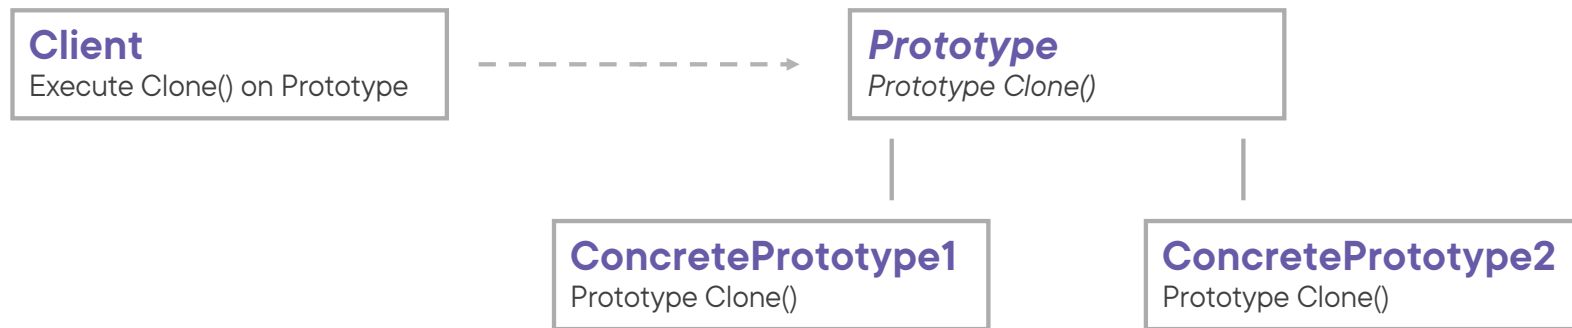 Client
Execute Clone() on Prototype
Prototype
Prototype Clone()
ConcretePrototype1
Prototype Clone()
ConcretePrototype2
Prototype Clone()